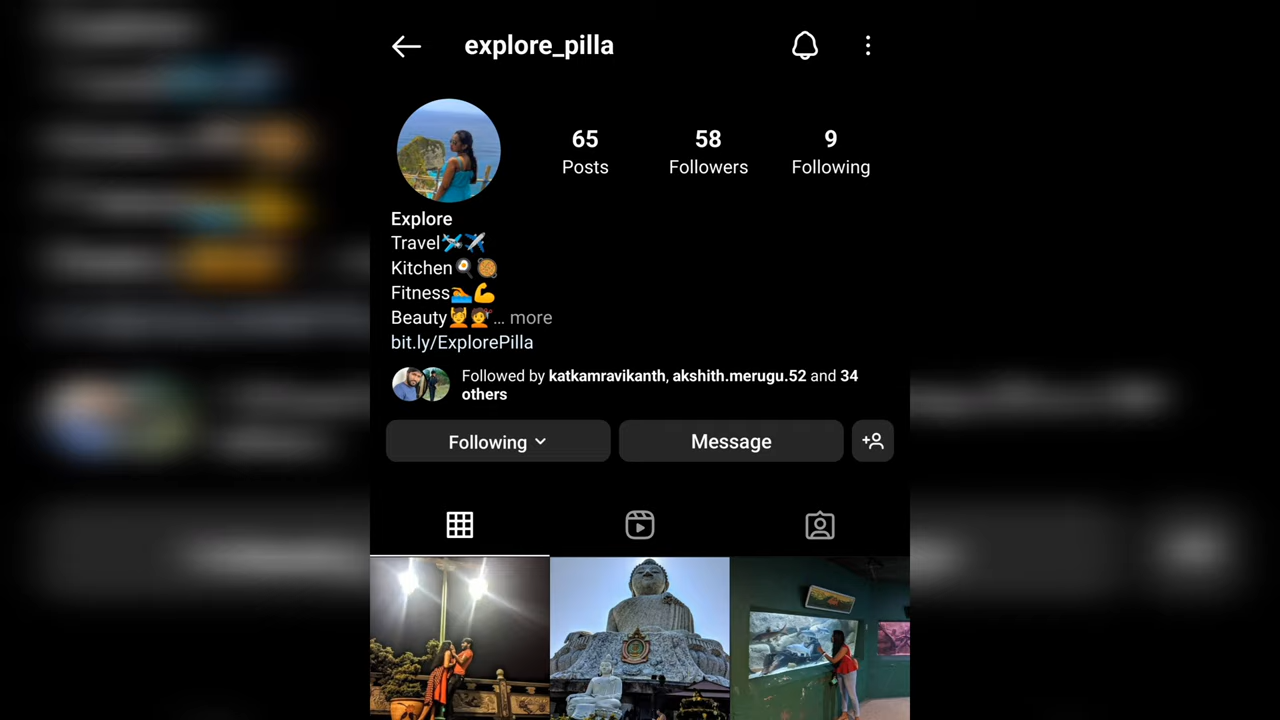 explore_pilla
65 58 9
Posts Followers Following
Explore
Travel🛩️✈️
Kitchen🍳🥘
Fitness🏊💪
Beauty💆💇... more
bit.ly/ExplorePilla
Followed by katkamravikanth, akshith.merugu.52 and 34
others
Following Message